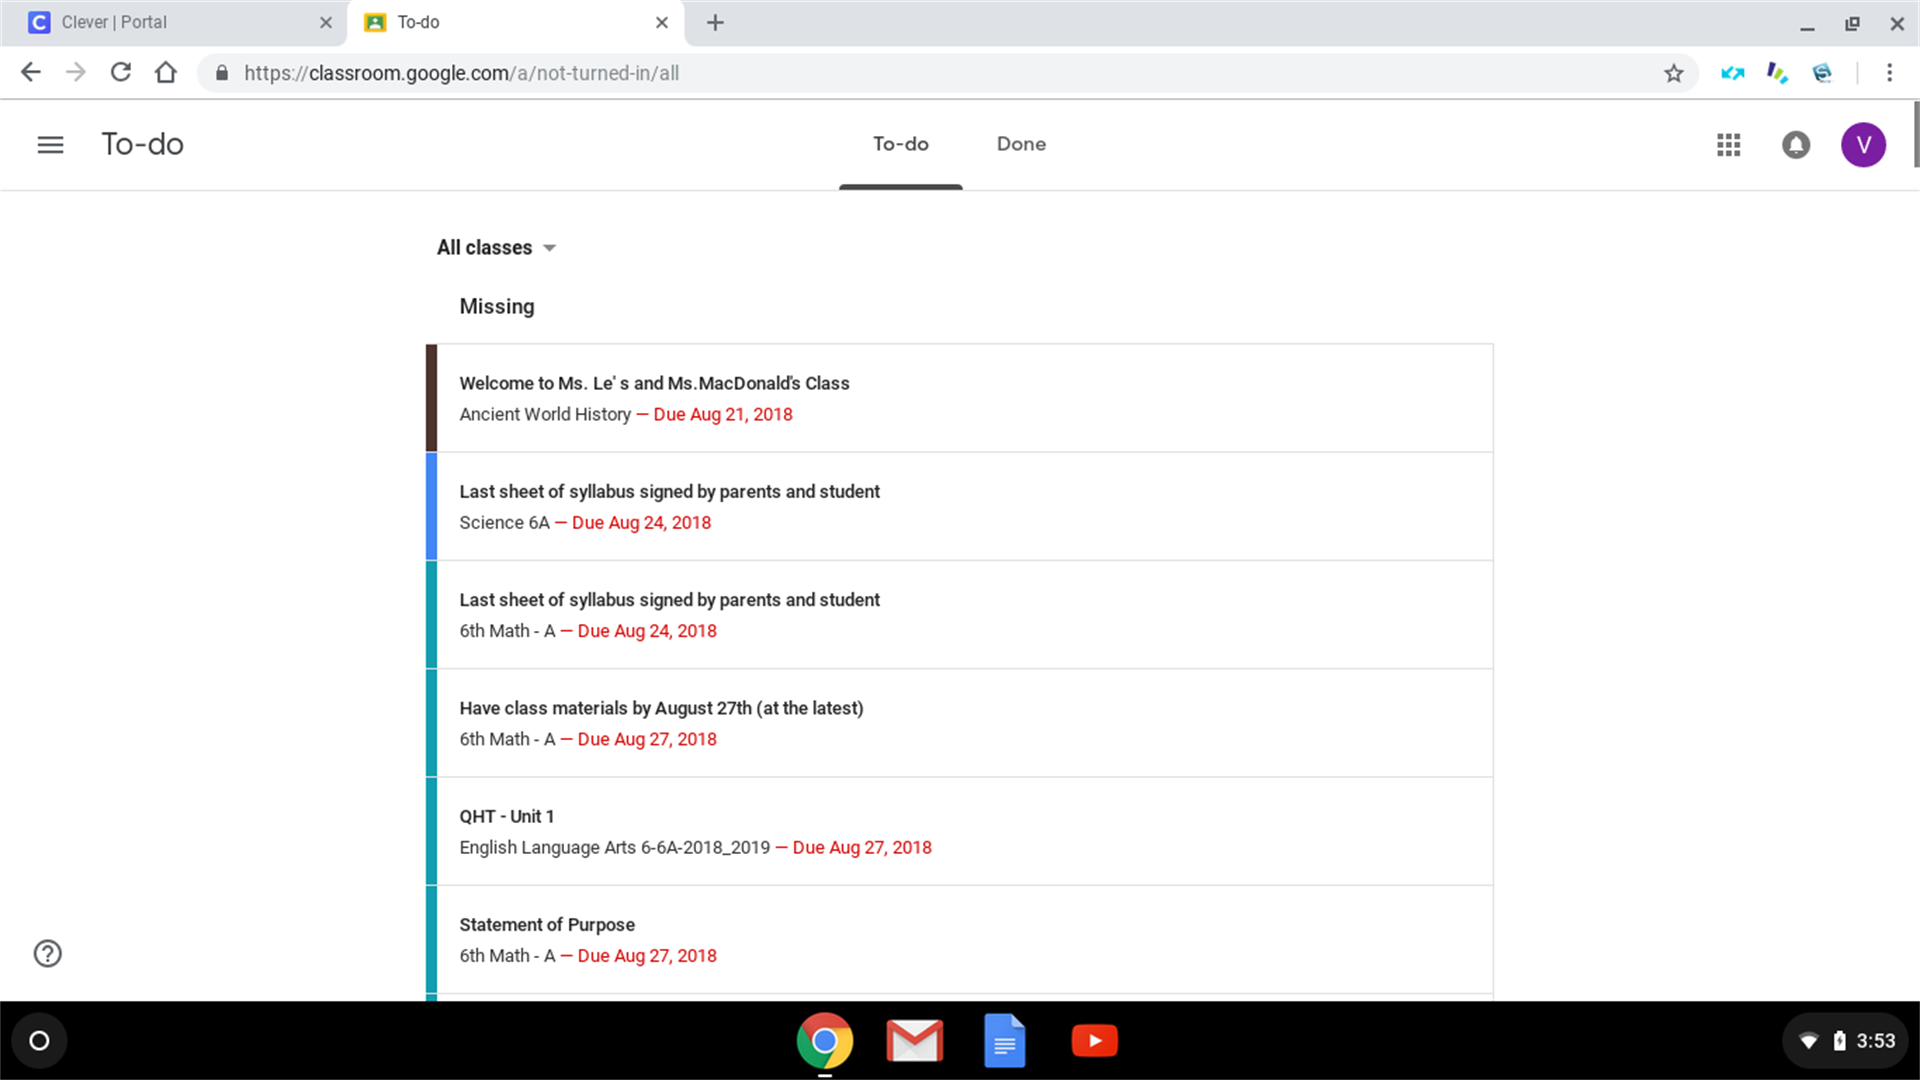 Clever | Portal
To-do
https://classroom.google.com/a/not-turned-in/all
To-do
To-do
Done
V
All classes
Missing
Welcome to Ms. Le' s and Ms.MacDonald's Class
Ancient World History — Due Aug 21, 2018
Last sheet of syllabus signed by parents and student
Science 6A — Due Aug 24, 2018
Last sheet of syllabus signed by parents and student
6th Math - A — Due Aug 24, 2018
Have class materials by August 27th (at the latest)
6th Math - A — Due Aug 27, 2018
QHT - Unit 1
English Language Arts 6-6A-2018_2019 — Due Aug 27, 2018
Statement of Purpose
6th Math - A — Due Aug 27, 2018
3:53